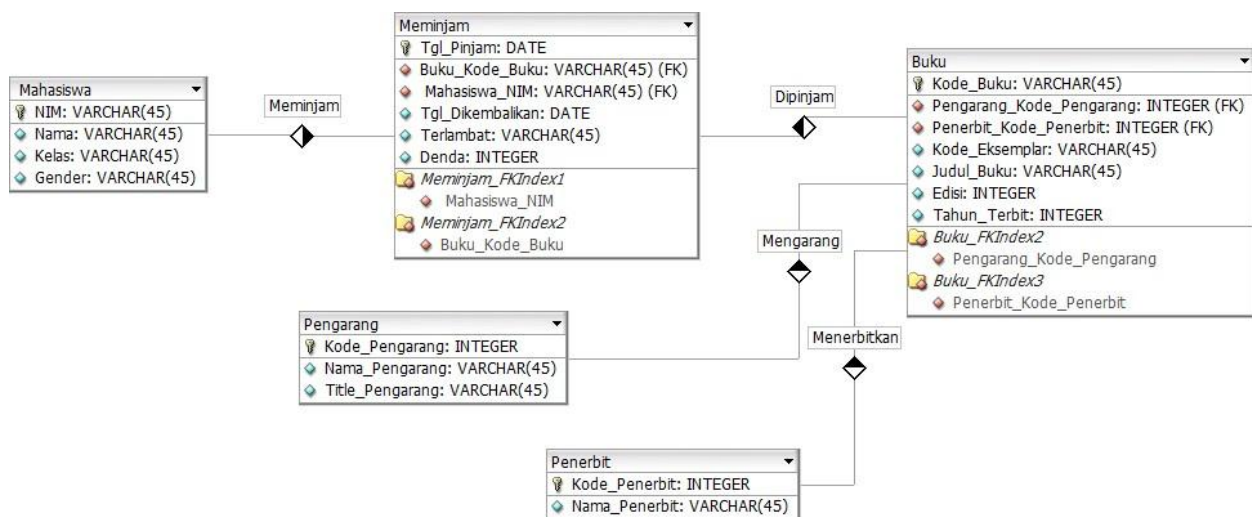 Mahasiswa
NIM: VARCHAR(45)
Nama: VARCHAR(45)
Kelas: VARCHAR(45)
Gender: VARCHAR(45)
Meminjam
Meminjam
Tgl_Pinjam: DATE
Buku_Kode_Buku: VARCHAR(45) (FK)
Mahasiswa_NIM: VARCHAR(45) (FK)
Tgl_Dikembalikan: DATE
Terlambat: VARCHAR(45)
Denda: INTEGER
Meminjam_FKIndex1
Mahasiswa_NIM
Meminjam_FKIndex2
Buku_Kode_Buku
Dipinjam
Buku
Kode_Buku: VARCHAR(45)
Pengarang_Kode_Pengarang: INTEGER (FK)
Penerbit_Kode_Penerbit: INTEGER (FK)
Kode_Eksemplar: VARCHAR(45)
Judul_Buku: VARCHAR(45)
Edisi: INTEGER
Tahun_Terbit: INTEGER
Buku_FKIndex2
Pengarang_Kode_Pengarang
Buku_FKIndex3
Penerbit_Kode_Penerbit
Mengarang
Menerbitkan
Pengarang
Kode_Pengarang: INTEGER
Nama_Pengarang: VARCHAR(45)
Title_Pengarang: VARCHAR(45)
Penerbit
Kode_Penerbit: INTEGER
Nama_Penerbit: VARCHAR(45)